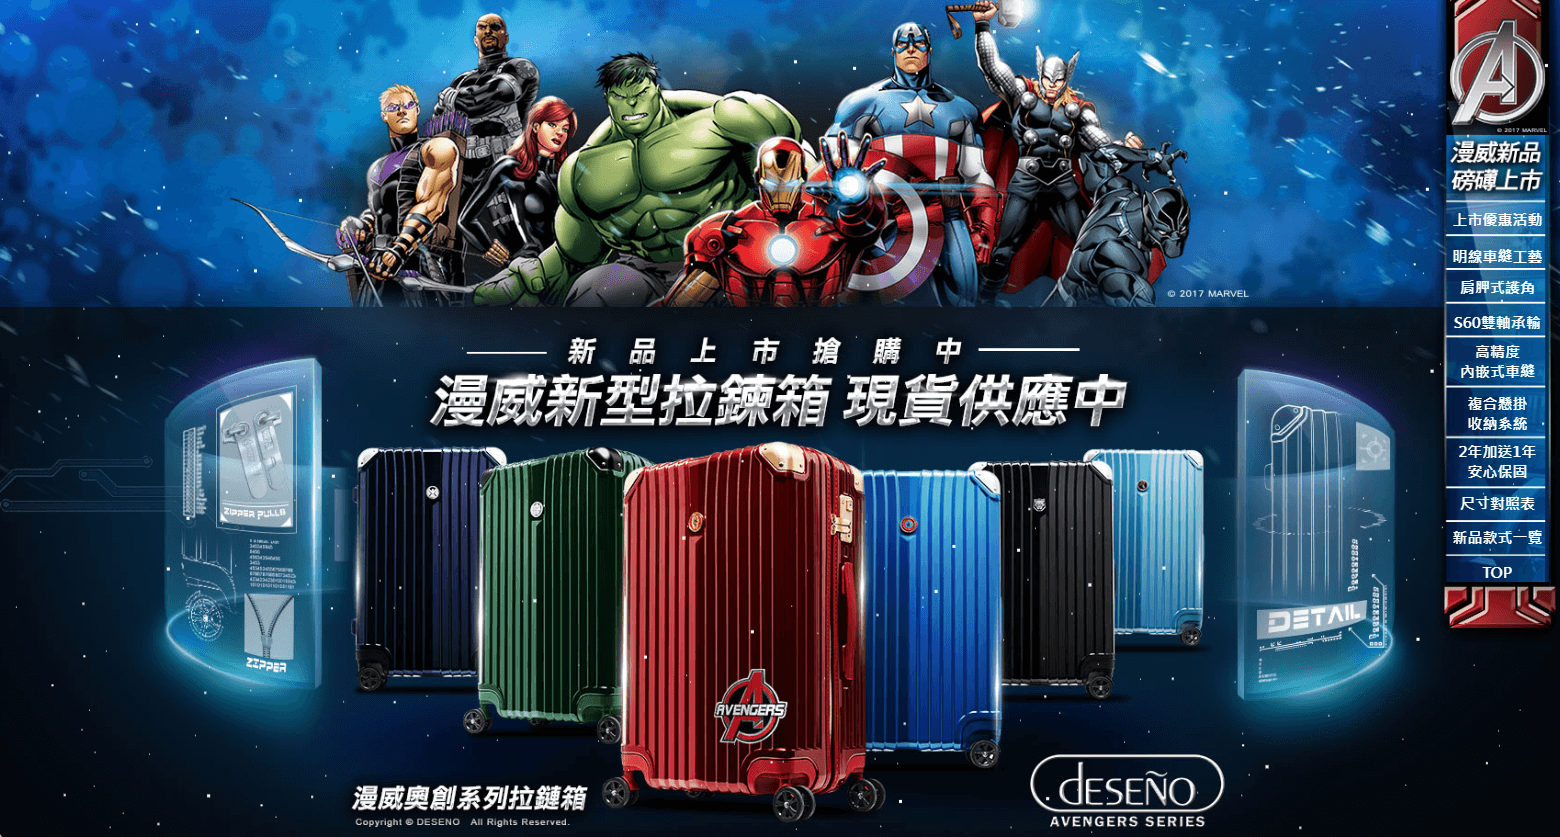 © 2017 MARVEL
新品上市搶購中
漫威新型拉鍊箱 現貨供應中
ZIPPER PULLS
ZIPPER
DETAIL
AVENGERS
漫威奧創系列拉鏈箱
Copyright © DESENO All Rights Reserved.
DESEÑO
AVENGERS SERIES
© 2017 MARVEL
漫威新品
磅礡上市
上市優惠活動
明線車縫工藝
肩胛式護角
S60雙軸承輪
高精度
內嵌式車縫
複合懸掛
收納系統
2年加送1年
安心保固
尺寸對照表
新品款式一覽
TOP